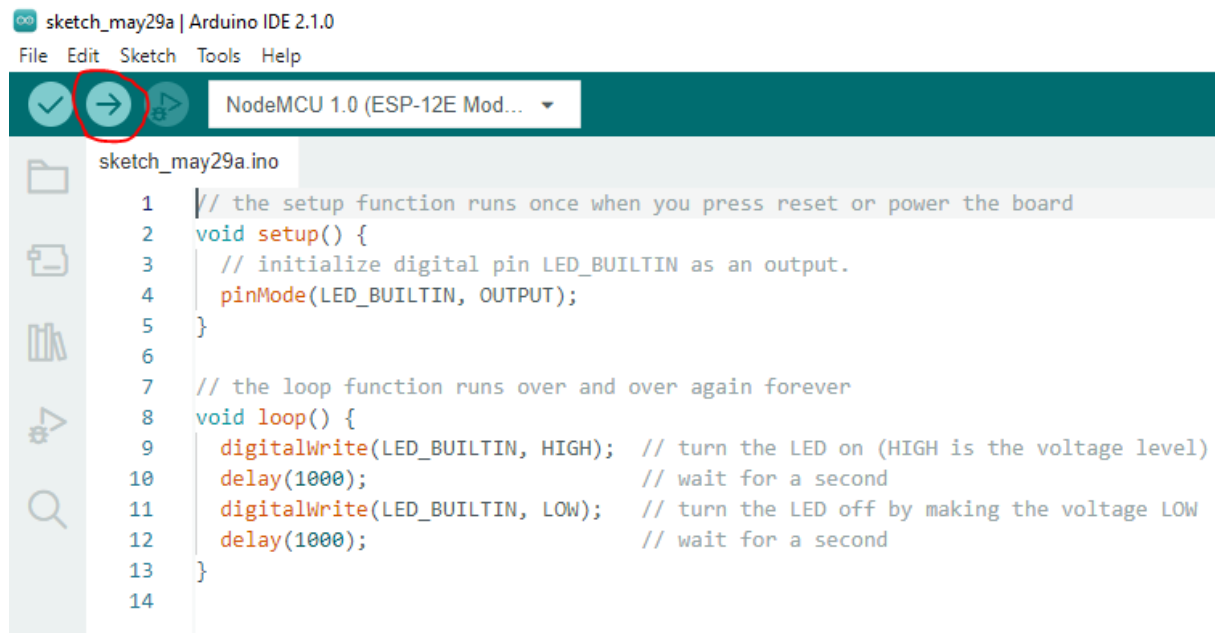 sketch_may29a | Arduino IDE 2.1.0
File Edit Sketch Tools Help
NodeMCU 1.0 (ESP-12E Mod...
sketch_may29a.ino
1 // the setup function runs once when you press reset or power the board
2 void setup() {
3   // initialize digital pin LED_BUILTIN as an output.
4   pinMode(LED_BUILTIN, OUTPUT);
5 }
6
7 // the loop function runs over and over again forever
8 void loop() {
9   digitalWrite(LED_BUILTIN, HIGH);  // turn the LED on (HIGH is the voltage level)
10   delay(1000);                      // wait for a second
11   digitalWrite(LED_BUILTIN, LOW);   // turn the LED off by making the voltage LOW
12   delay(1000);                      // wait for a second
13 }
14